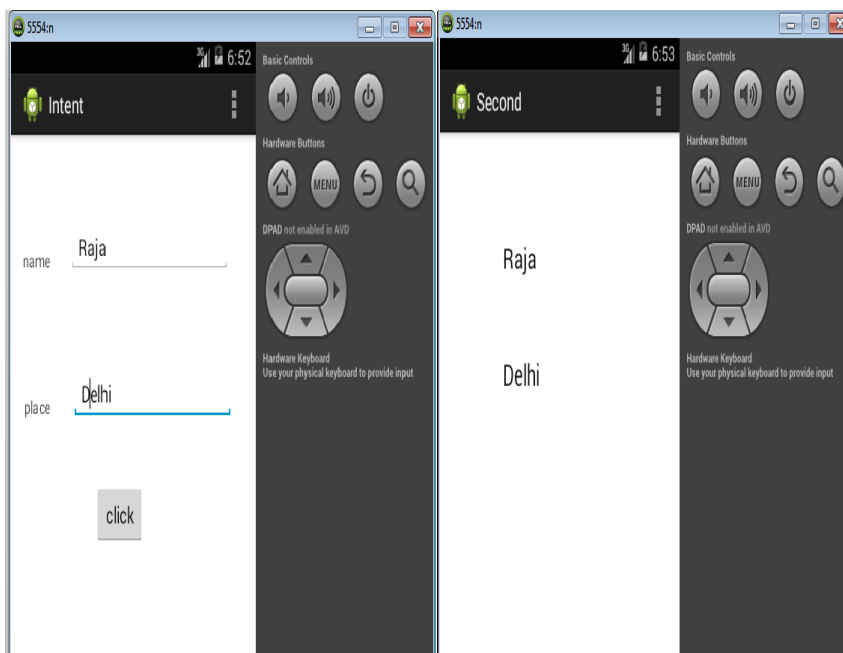 5554:n
3G 6:52
Intent
name Raja
place Delhi
click
Basic Controls
Hardware Buttons
MENU
DPAD not enabled in AVD
Hardware Keyboard
Use your physical keyboard to provide input
5554:n
3G 6:53
Second
Raja
Delhi
Basic Controls
Hardware Buttons
MENU
DPAD not enabled in AVD
Hardware Keyboard
Use your physical keyboard to provide input